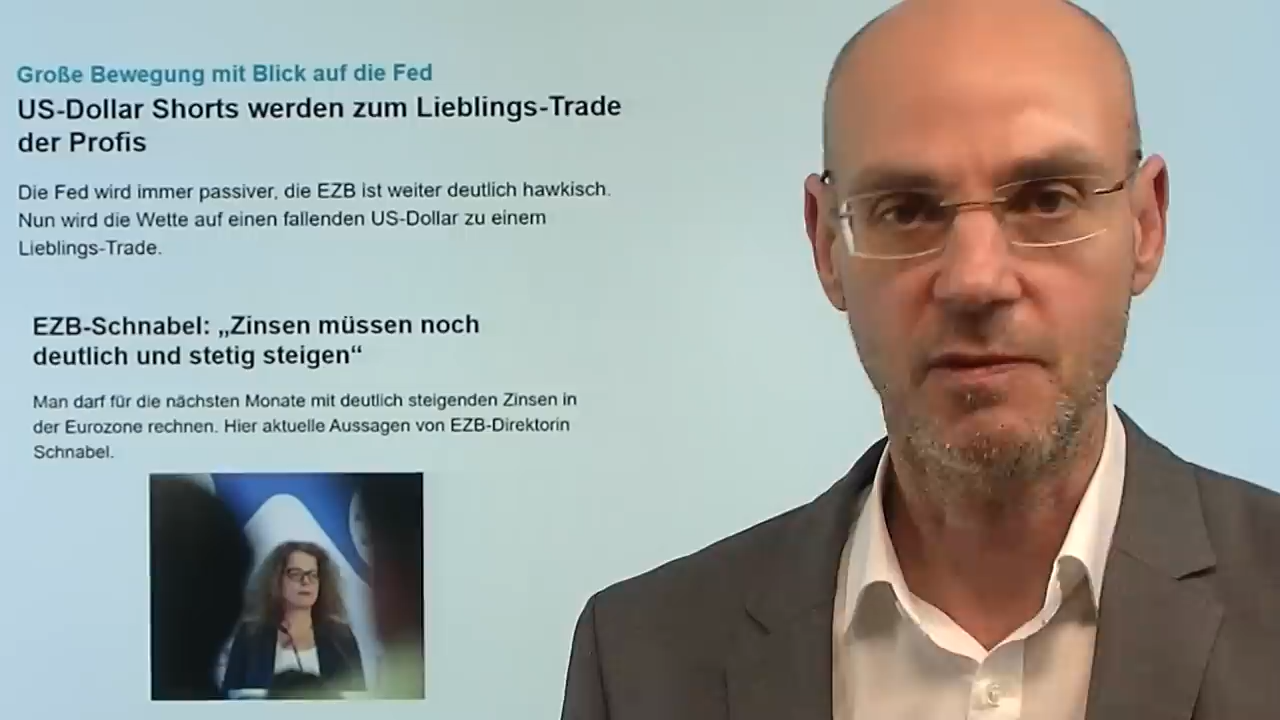 Große Bewegung mit Blick auf die Fed
US-Dollar Shorts werden zum Lieblings-Trade
der Profis
Die Fed wird immer passiver, die EZB ist weiter deutlich hawkisch.
Nun wird die Wette auf einen fallenden US-Dollar zu einem
Lieblings-Trade.
EZB-Schnabel: „Zinsen müssen noch
deutlich und stetig steigen“
Man darf für die nächsten Monate mit deutlich steigenden Zinsen in
der Eurozone rechnen. Hier aktuelle Aussagen von EZB-Direktorin
Schnabel.